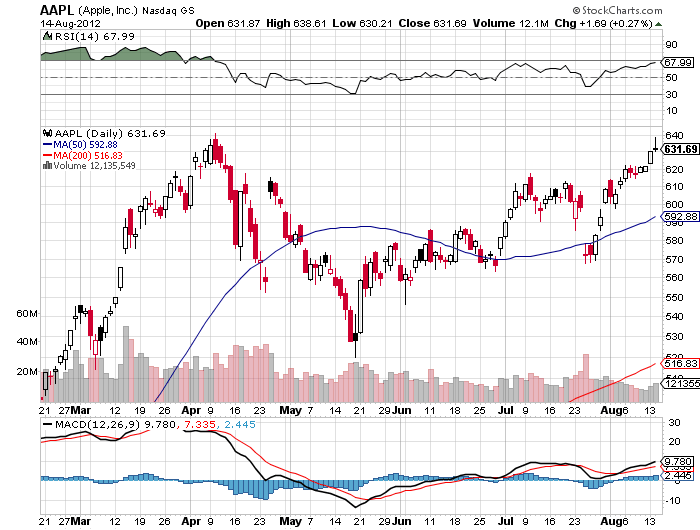 AAPL (Apple, Inc.) Nasdaq GS © StockCharts.com
14-Aug-2012 Open 631.87 High 638.61 Low 630.21 Close 631.69 Volume 12.1M Chg +1.69 (+0.27%)
RSI(14) 67.99
90
67.99
50
30
10
AAPL (Daily) 631.69
MA(50) 592.88
MA(200) 516.83
Volume 12,135,549
640
631.69
620
610
600
592.88
580
570
560
550
540
530
520
516.83
121355
60M
40M
20M
21 27 Mar 12 19 26 Apr 9 16 23 May 7 14 21 29 Jun 11 18 25 Jul 9 16 23 Aug 6 13
MACD(12,26,9) 9.780, 7.335, 2.445
30
20
9.780
7.335
2.445
-10
21 27 Mar 12 19 26 Apr 9 16 23 May 7 14 21 29 Jun 11 18 25 Jul 9 16 23 Aug 6 13